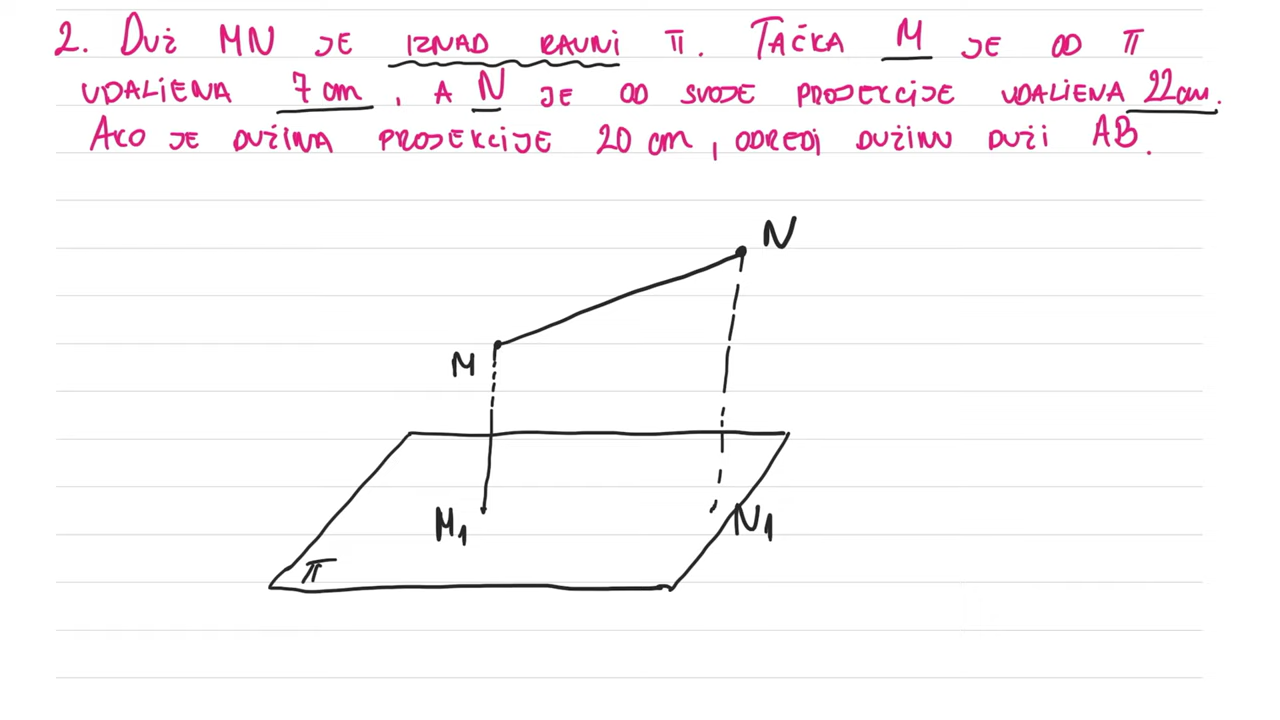 2. DUŽ MN JE IZNAD RAVNI π. TAČKA M JE OD π
UDALJENA 7 cm, A N JE OD SVOJE PROJEKCIJE UDALJENA 22 cm.
AKO JE DUŽINA PROJEKCIJE 20 cm, ODREDI DUŽINU DUŽI AB.
N
M
M₁
N₁
π